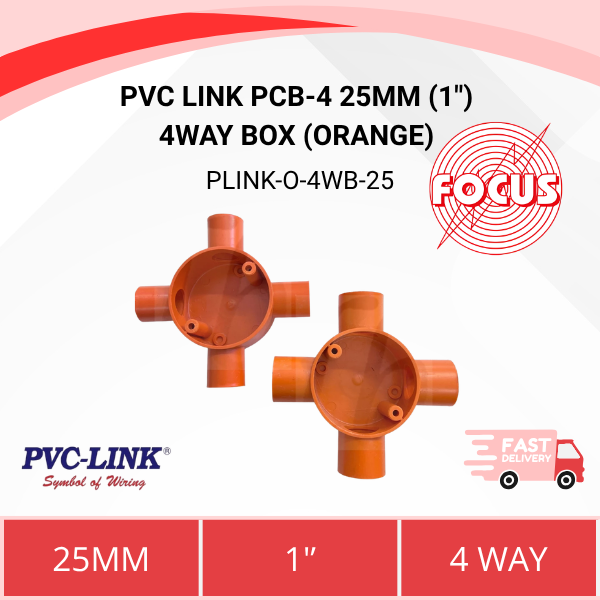 PVC LINK PCB-4 25MM (1")
4WAY BOX (ORANGE)
PLINK-O-4WB-25
FOCUS
PVC-LINK®
Symbol of Wiring
FAST
DELIVERY
25MM
1"
4 WAY